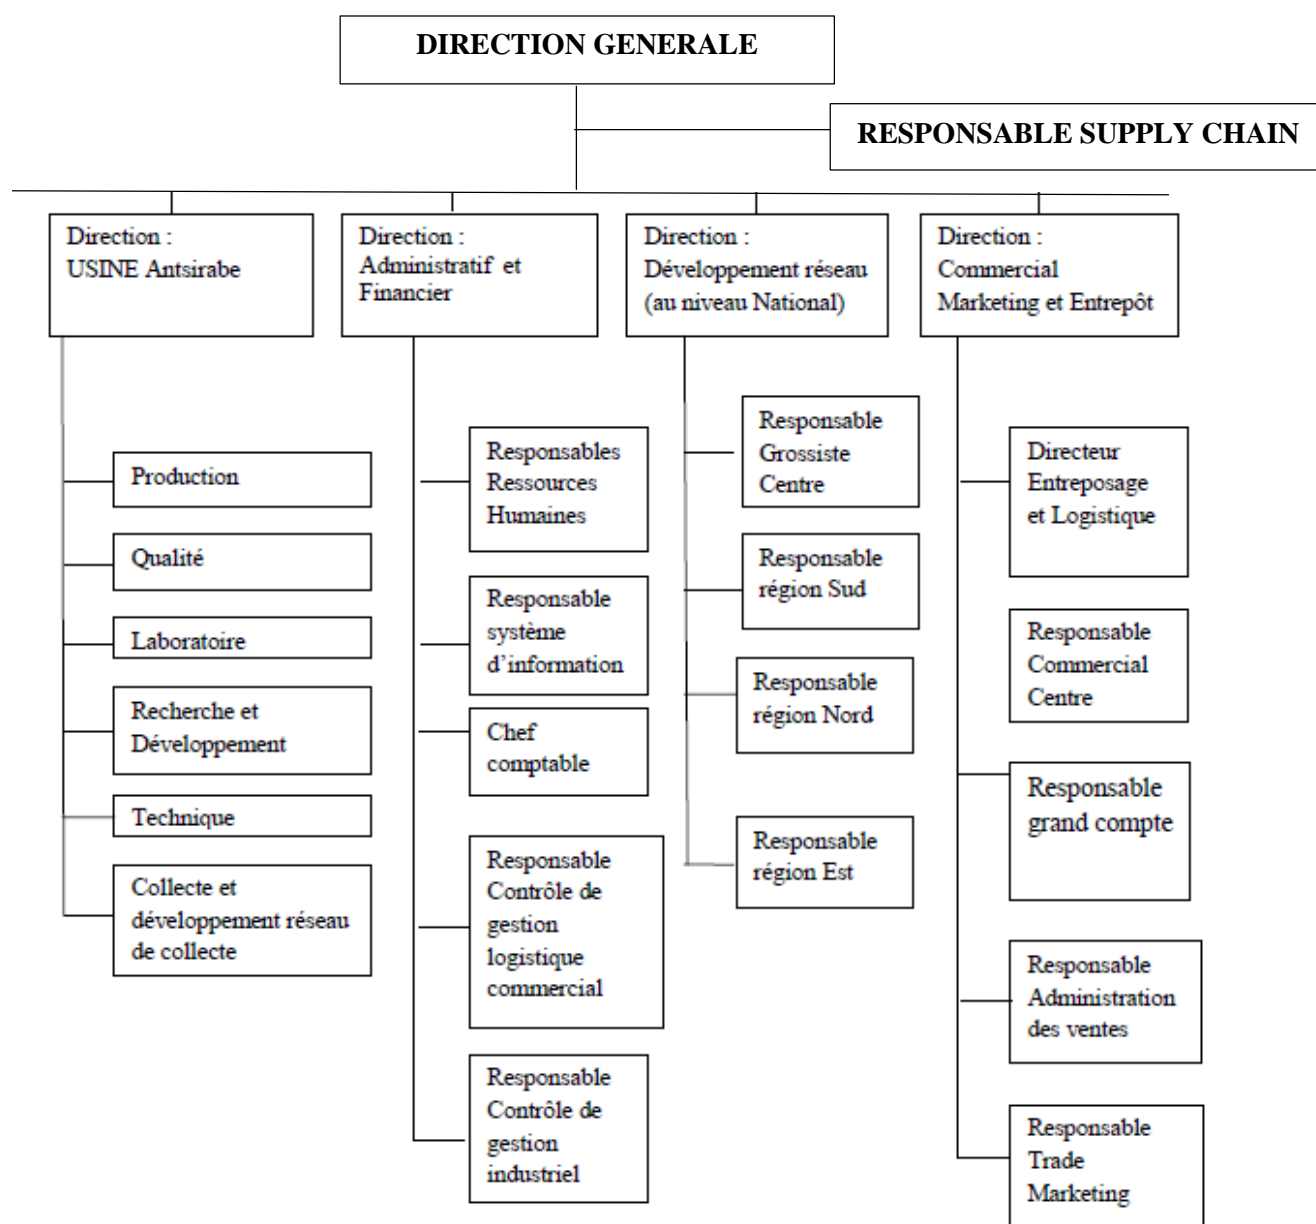 DIRECTION GENERALE
RESPONSABLE SUPPLY CHAIN
Direction :
USINE Antsirabe
Direction :
Administratif et
Financier
Direction :
Développement réseau
(au niveau National)
Direction :
Commercial
Marketing et Entrepôt
Production
Qualité
Laboratoire
Recherche et
Développement
Technique
Collecte et
développement réseau
de collecte
Responsables
Ressources
Humaines
Responsable
système
d'information
Chef
comptable
Responsable
Contrôle de
gestion
logistique
commercial
Responsable
Contrôle de
gestion
industriel
Responsable
Grossiste
Centre
Responsable
région Sud
Responsable
région Nord
Responsable
région Est
Directeur
Entreposage
et Logistique
Responsable
Commercial
Centre
Responsable
grand compte
Responsable
Administration
des ventes
Responsable
Trade
Marketing